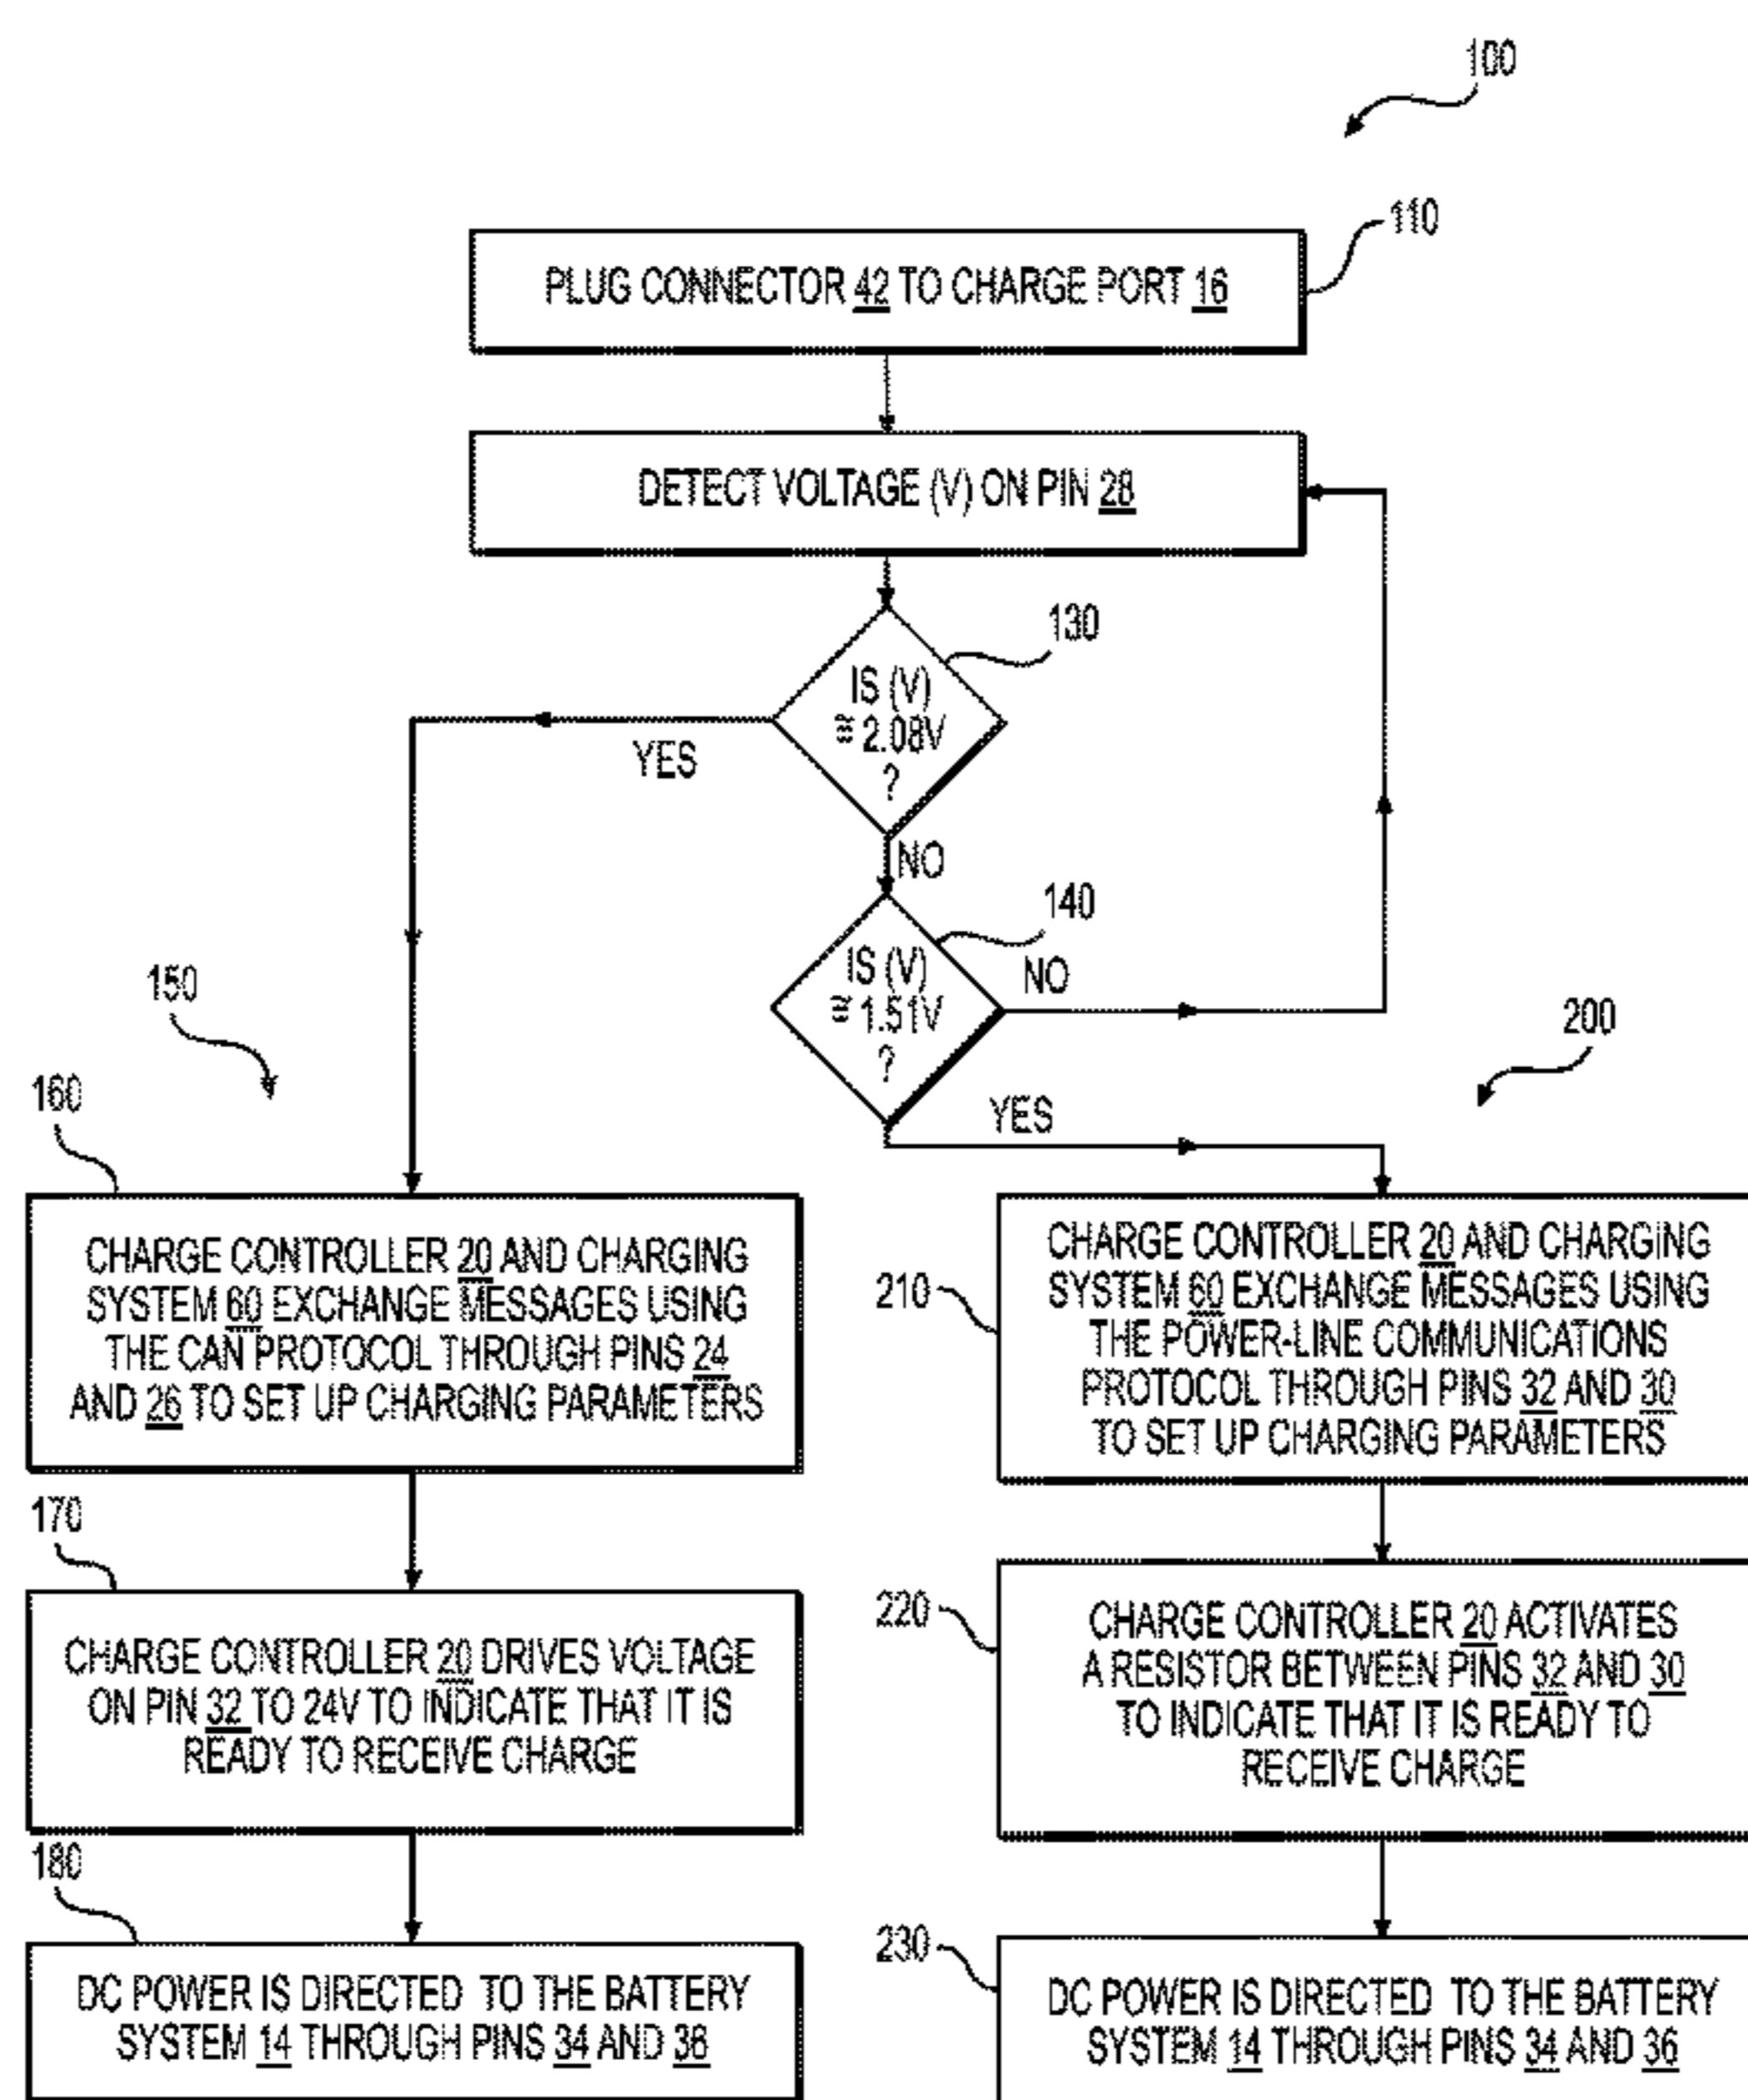 100
110
PLUG CONNECTOR 42 TO CHARGE PORT 16
DETECT VOLTAGE (V) ON PIN 28
130
IS (V)
≅ 2.08V
?
YES
NO
140
IS (V)
≅ 1.51V
?
NO
YES
150
200
160
CHARGE CONTROLLER 20 AND CHARGING
SYSTEM 60 EXCHANGE MESSAGES USING
THE CAN PROTOCOL THROUGH PINS 24
AND 26 TO SET UP CHARGING PARAMETERS
210
CHARGE CONTROLLER 20 AND CHARGING
SYSTEM 60 EXCHANGE MESSAGES USING
THE POWER-LINE COMMUNICATIONS
PROTOCOL THROUGH PINS 32 AND 30
TO SET UP CHARGING PARAMETERS
170
CHARGE CONTROLLER 20 DRIVES VOLTAGE
ON PIN 32 TO 24V TO INDICATE THAT IT IS
READY TO RECEIVE CHARGE
220
CHARGE CONTROLLER 20 ACTIVATES
A RESISTOR BETWEEN PINS 32 AND 30
TO INDICATE THAT IT IS READY TO
RECEIVE CHARGE
180
DC POWER IS DIRECTED TO THE BATTERY
SYSTEM 14 THROUGH PINS 34 AND 36
230
DC POWER IS DIRECTED TO THE BATTERY
SYSTEM 14 THROUGH PINS 34 AND 36